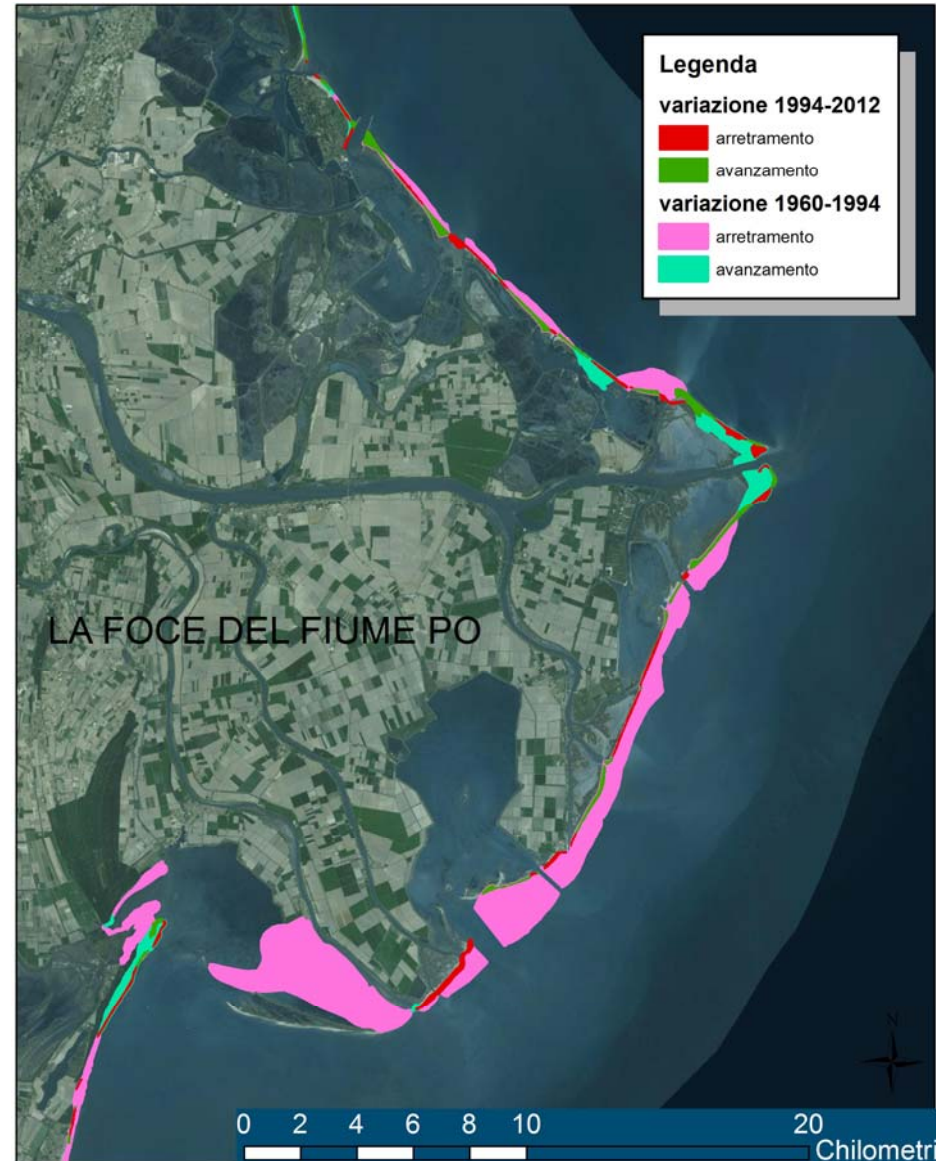 Legenda
variazione 1994-2012
arretramento
avanzamento
variazione 1960-1994
arretramento
avanzamento
LA FOCE DEL FIUME PO
N
0 2 4 6 8 10 20
Chilometri